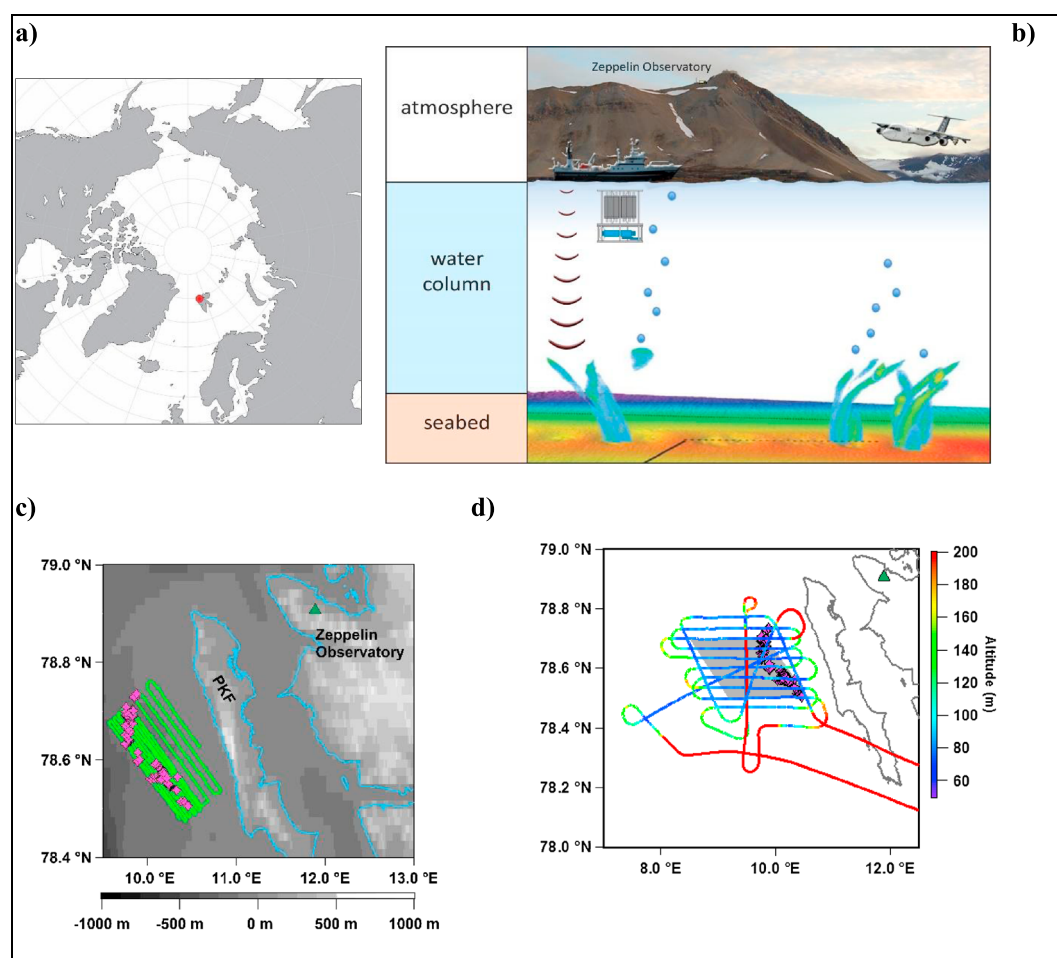 a)
b)
Zeppelin Observatory
atmosphere
water
column
seabed
c)
d)
79.0 °N
78.8 °N
78.6 °N
78.4 °N
Zeppelin
Observatory
PKF
10.0 °E 11.0 °E 12.0 °E 13.0 °E
-1000 m -500 m 0 m 500 m 1000 m
79.0 °N
78.8 °N
78.6 °N
78.4 °N
78.2 °N
78.0 °N
8.0 °E 10.0 °E 12.0 °E
200
180
160
140
120
100
80
60
Altitude (m)